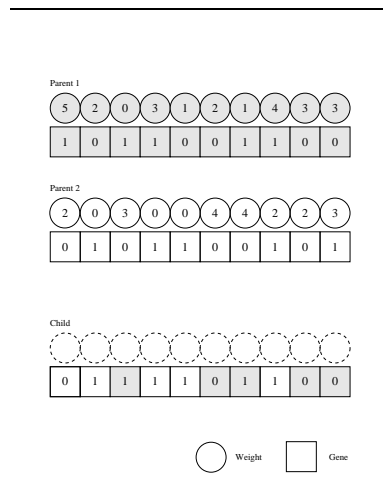 Parent 1
5 2 0 3 1 2 1 4 3 3
1 0 1 1 0 0 1 1 0 0
Parent 2
2 0 3 0 0 4 4 2 2 3
0 1 0 1 1 0 0 1 0 1
Child
0 1 1 1 1 0 1 1 0 0
Weight Gene